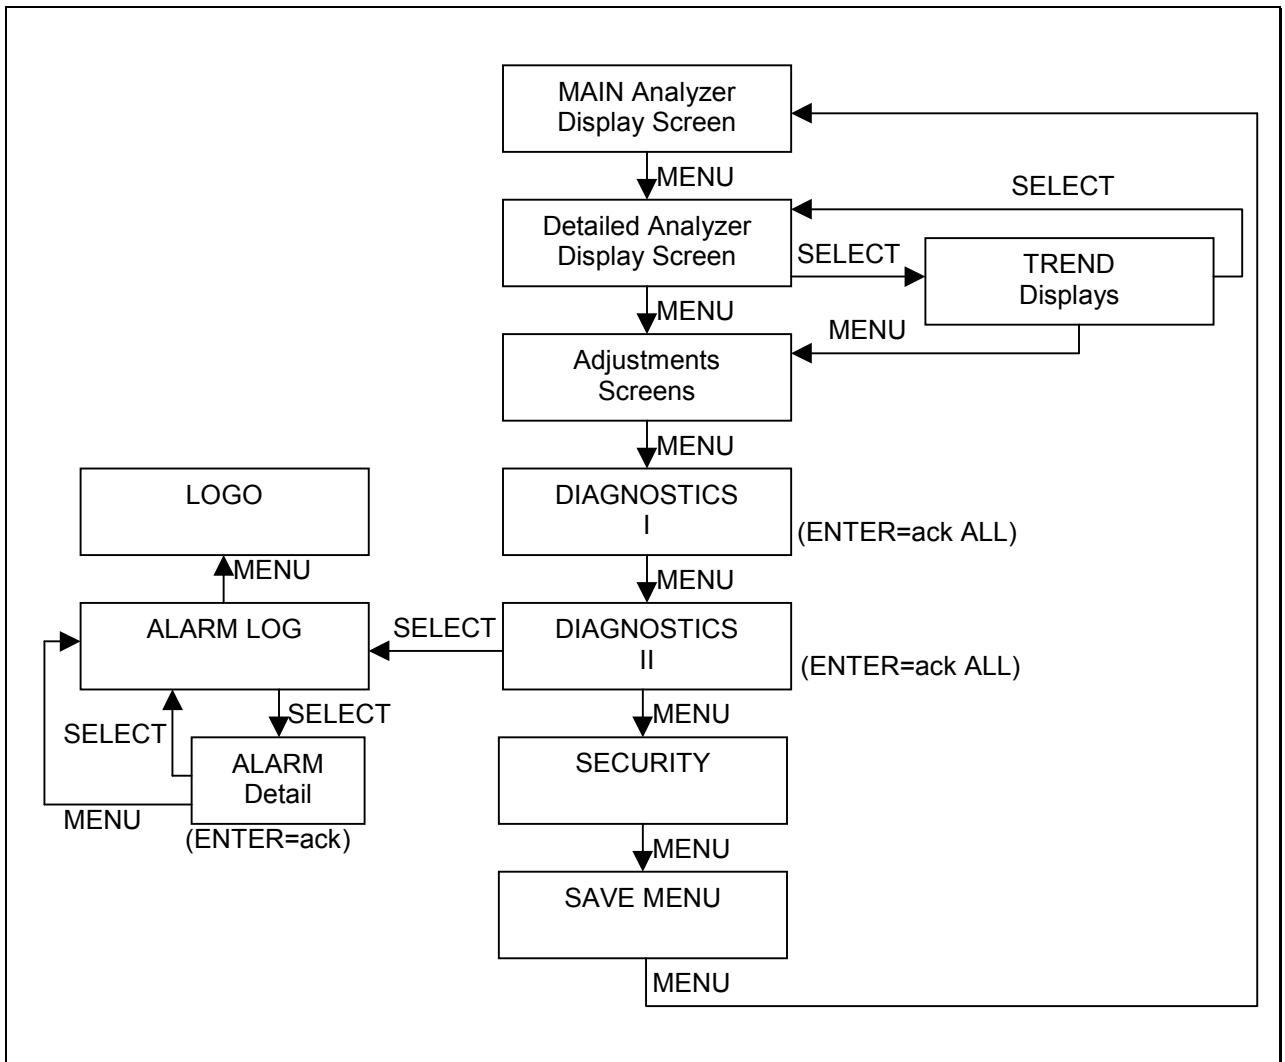 MAIN Analyzer
Display Screen
MENU
SELECT
Detailed Analyzer
Display Screen
SELECT
TREND
Displays
MENU
MENU
Adjustments
Screens
MENU
LOGO
DIAGNOSTICS
I
(ENTER=ack ALL)
MENU
MENU
ALARM LOG
SELECT
DIAGNOSTICS
II
(ENTER=ack ALL)
SELECT
MENU
SELECT
ALARM
Detail
MENU
(ENTER=ack)
SECURITY
MENU
SAVE MENU
MENU